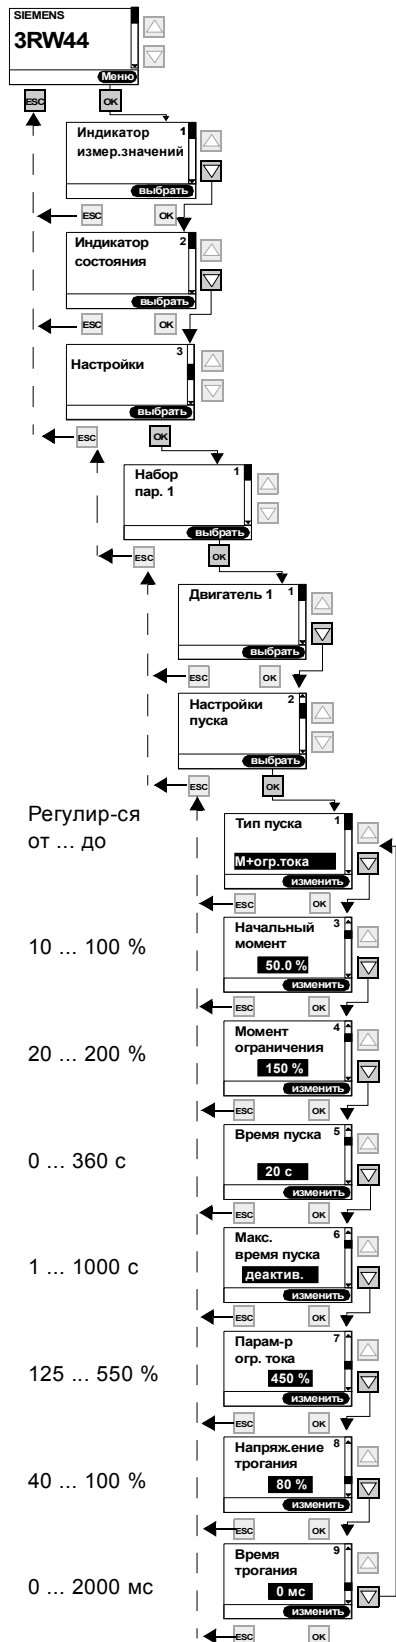 SIEMENS
3RW44
Меню
ESC
OK
Индикатор 1
измер.значений
выбрать
ESC OK
Индикатор 2
состояния
выбрать
ESC OK
3
Настройки
выбрать
ESC OK
Набор 1
пар. 1
выбрать
ESC OK
Двигатель 1 1
выбрать
ESC OK
Настройки 2
пуска
выбрать
ESC OK
Регулир-ся
от ... до
Тип пуска 1
М+огр.тока
изменить
ESC OK
10 ... 100 %
Начальный 3
момент
50.0 %
изменить
ESC OK
20 ... 200 %
Момент 4
ограничения
150 %
изменить
ESC OK
0 ... 360 с
Время пуска 5
20 с
изменить
ESC OK
1 ... 1000 с
Макс. 6
время пуска
деактив.
изменить
ESC OK
125 ... 550 %
Парам-р 7
огр. тока
450 %
изменить
ESC OK
40 ... 100 %
Напряж.ение 8
трогания
80 %
изменить
ESC OK
0 ... 2000 мс
Время 9
трогания
0 мс
изменить
ESC OK